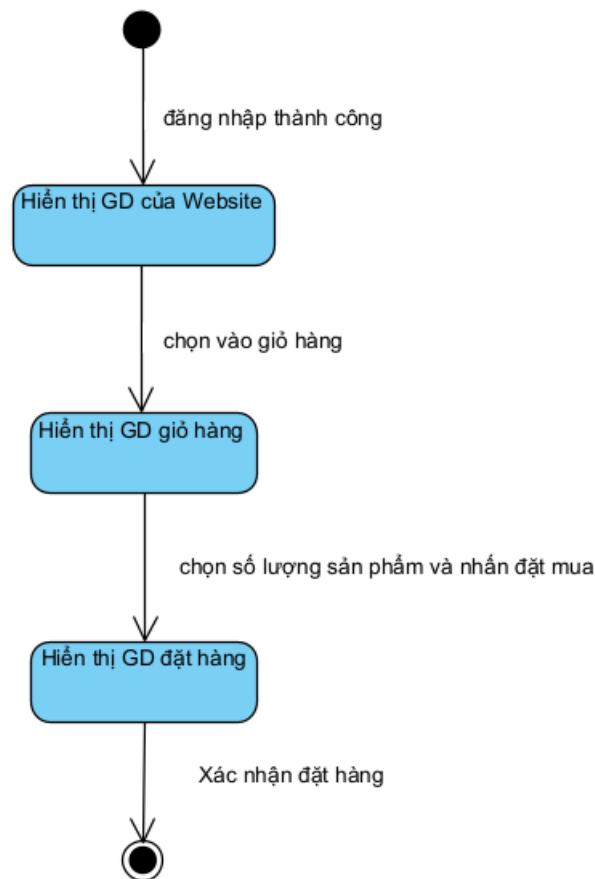 đăng nhập thành công
Hiển thị GD của Website
chọn vào giỏ hàng
Hiển thị GD giỏ hàng
chọn số lượng sản phẩm và nhấn đặt mua
Hiển thị GD đặt hàng
Xác nhận đặt hàng